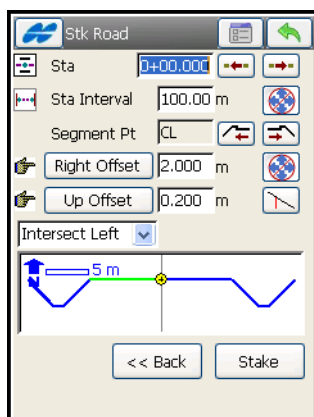 Stk Road
Sta 0+00.000
Sta Interval 100.00 m
Segment Pt CL
Right Offset 2.000 m
Up Offset 0.200 m
Intersect Left
N 5 m
<< Back Stake